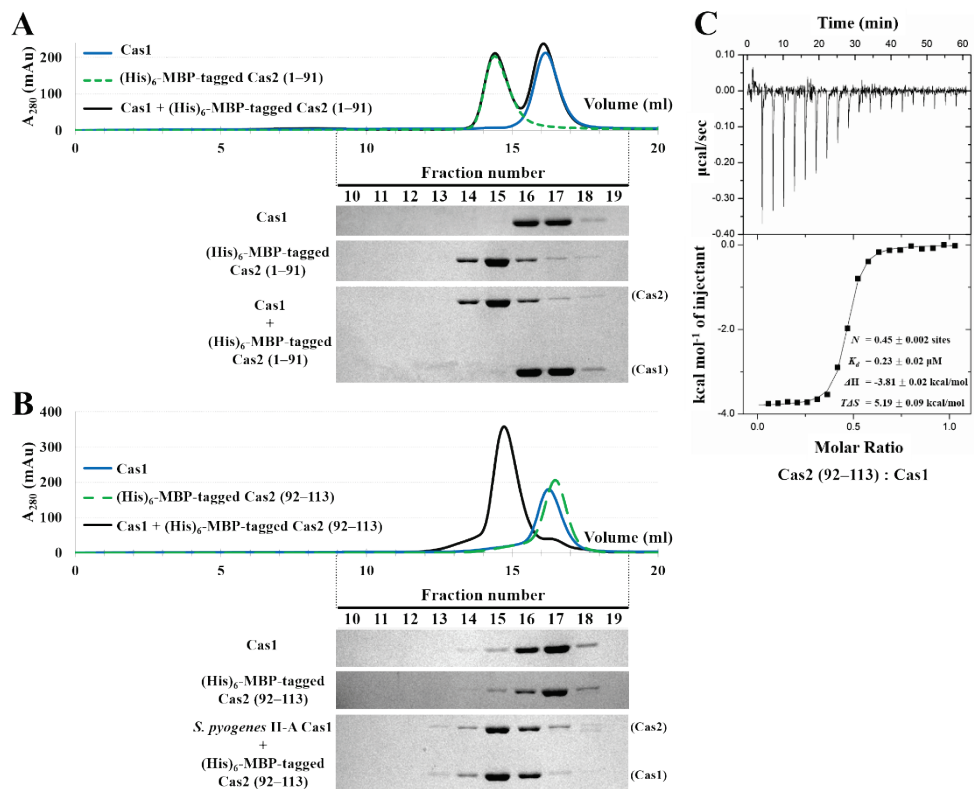 A
A280 (mAu)
200
100
0
Cas1
(His)6-MBP-tagged Cas2 (1–91)
Cas1 + (His)6-MBP-tagged Cas2 (1–91)
Volume (ml)
0 5 10 15 20
Fraction number
10 11 12 13 14 15 16 17 18 19
Cas1
(His)6-MBP-tagged
Cas2 (1–91)
Cas1
+
(His)6-MBP-tagged
Cas2 (1–91)
(Cas2)
(Cas1)
B
A280 (mAu)
400
300
200
100
0
Cas1
(His)6-MBP-tagged Cas2 (92–113)
Cas1 + (His)6-MBP-tagged Cas2 (92–113)
Volume (ml)
0 5 10 15 20
Fraction number
10 11 12 13 14 15 16 17 18 19
Cas1
(His)6-MBP-tagged
Cas2 (92–113)
S. pyogenes II-A Cas1
+
(His)6-MBP-tagged
Cas2 (92–113)
(Cas2)
(Cas1)
C
Time (min)
0 10 20 30 40 50 60
0.10
0.00
-0.10
-0.20
-0.30
-0.40
µcal/sec
0.0
-2.0
-4.0
-6.0
kcal mol-1 of injectant
N = 0.45 ± 0.002 sites
Kd = 0.23 ± 0.02 µM
ΔH = -3.81 ± 0.02 kcal/mol
TΔS = 5.19 ± 0.09 kcal/mol
0.0 0.5 1.0
Molar Ratio
Cas2 (92–113) : Cas1